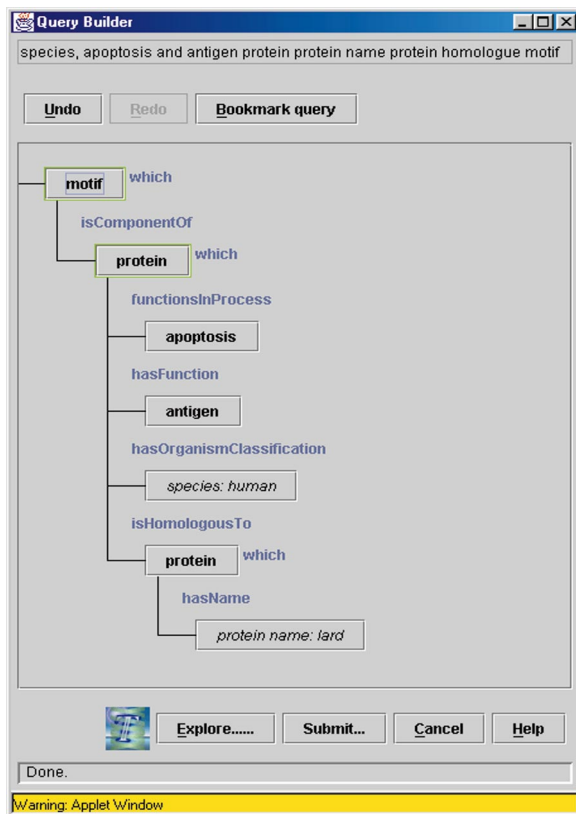 Query Builder
species, apoptosis and antigen protein protein name protein homologue motif
Undo Redo Bookmark query
motif which
isComponentOf
protein which
functionsInProcess
apoptosis
hasFunction
antigen
hasOrganismClassification
species: human
isHomologousTo
protein which
hasName
protein name: lard
T Explore...... Submit... Cancel Help
Done.
Warning: Applet Window